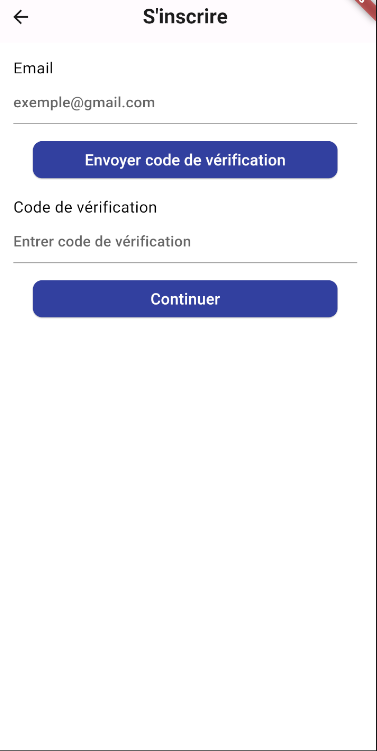 S'inscrire
Email
exemple@gmail.com
Envoyer code de vérification
Code de vérification
Entrer code de vérification
Continuer